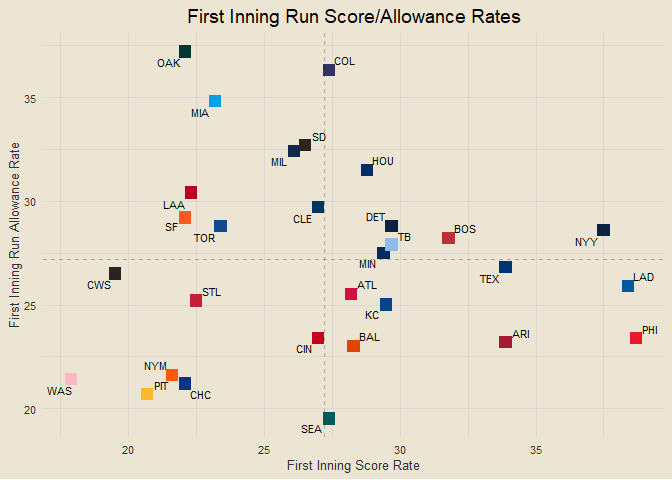 First Inning Run Score/Allowance Rates
OAK
COL
35
MIA
SD
MIL
HOU
First Inning Run Allowance Rate
30
LAA
CLE
DET
SF
TOR
TB
BOS
NYY
MIN
CWS
TEX
LAD
25
STL
ATL
KC
CIN
BAL
ARI
PHI
NYM
WAS
PIT
CHC
20
SEA
20
25
30
35
First Inning Score Rate